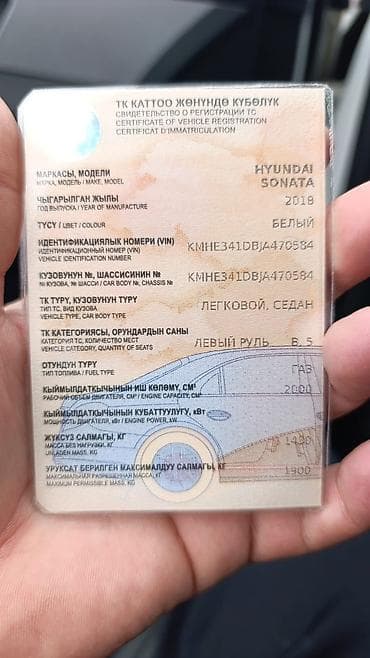 ТК КАТТОО ЖӨНҮНДӨ КҮБӨЛҮК
СВИДЕТЕЛЬСТВО О РЕГИСТРАЦИИ ТС
CERTIFICATE OF VEHICLE REGISTRATION
CERTIFICAT D'IMMATRICULATION
МАРКАСЫ, МОДЕЛИ HYUNDAI
МАРКА, МОДЕЛЬ / MAKE, MODEL SONATA
ЧЫГАРЫЛГАН ЖЫЛЫ 2018
ГОД ВЫПУСКА / YEAR OF MANUFACTURE
ТҮСҮ / ЦВЕТ / COLOUR БЕЛЫЙ
ИДЕНТИФИКАЦИЯЛЫК НОМЕРИ (VIN) KMHE341DBJA470584
ИДЕНТИФИКАЦИОННЫЙ НОМЕР (VIN)
VEHICLE IDENTIFICATION NUMBER
КУЗОВУНУН №, ШАССИСИНИН № KMHE341DBJA470584
№ КУЗОВА, № ШАССИ / CAR BODY №, CHASSIS №
ТК ТҮРҮ, КУЗОВУНУН ТҮРҮ ЛЕГКОВОЙ, СЕДАН
ТИП ТС, ВИД КУЗОВА
VEHICLE TYPE, CAR BODY TYPE
ТК КАТЕГОРИЯСЫ, ОРУНДАРДЫН САНЫ
КАТЕГОРИЯ ТС, КОЛИЧЕСТВО МЕСТ ЛЕВЫЙ РУЛЬ B, 5
VEHICLE CATEGORY, QUANTITY OF SEATS
ОТУНДУН ТҮРҮ ГАЗ
ТИП ТОПЛИВА / FUEL TYPE
КЫЙМЫЛДАТКЫЧЫНЫН ИШ КӨЛӨМҮ, СМ³ 2000
РАБОЧИЙ ОБЪЕМ ДВИГАТЕЛЯ, СМ³ / ENGINE CAPACITY, CM³
КЫЙМЫЛДАТКЫЧЫНЫН КУБАТТУУЛУГУ, кВт
МОЩНОСТЬ ДВИГАТЕЛЯ, кВт / ENGINE POWER, kW
ЖҮКСҮЗ САЛМАГЫ, КГ
МАССА БЕЗ НАГРУЗКИ, КГ
UNLADEN MASS, KG
УРУКСАТ БЕРИЛГЕН МАКСИМАЛДУУ САЛМАГЫ, КГ 1900
МАКСИМАЛЬНАЯ РАЗРЕШЕННАЯ МАССА, КГ
MAXIMUM PERMISSIBLE MASS, KG